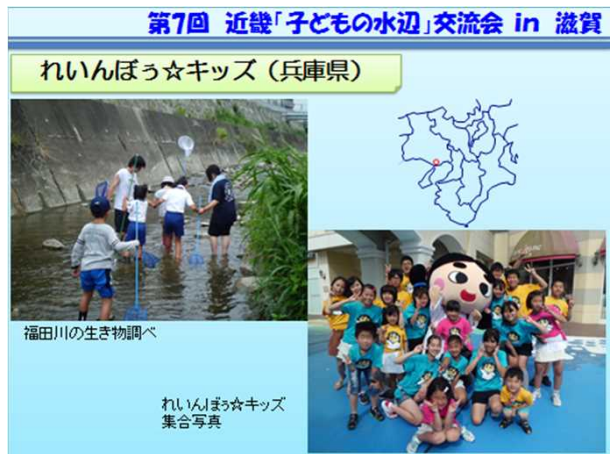 第7回 近畿「子どもの水辺」交流会 in 滋賀
れいんぼぅ☆キッズ（兵庫県）
福田川の生き物調べ
れいんぼぅ☆キッズ
集合写真